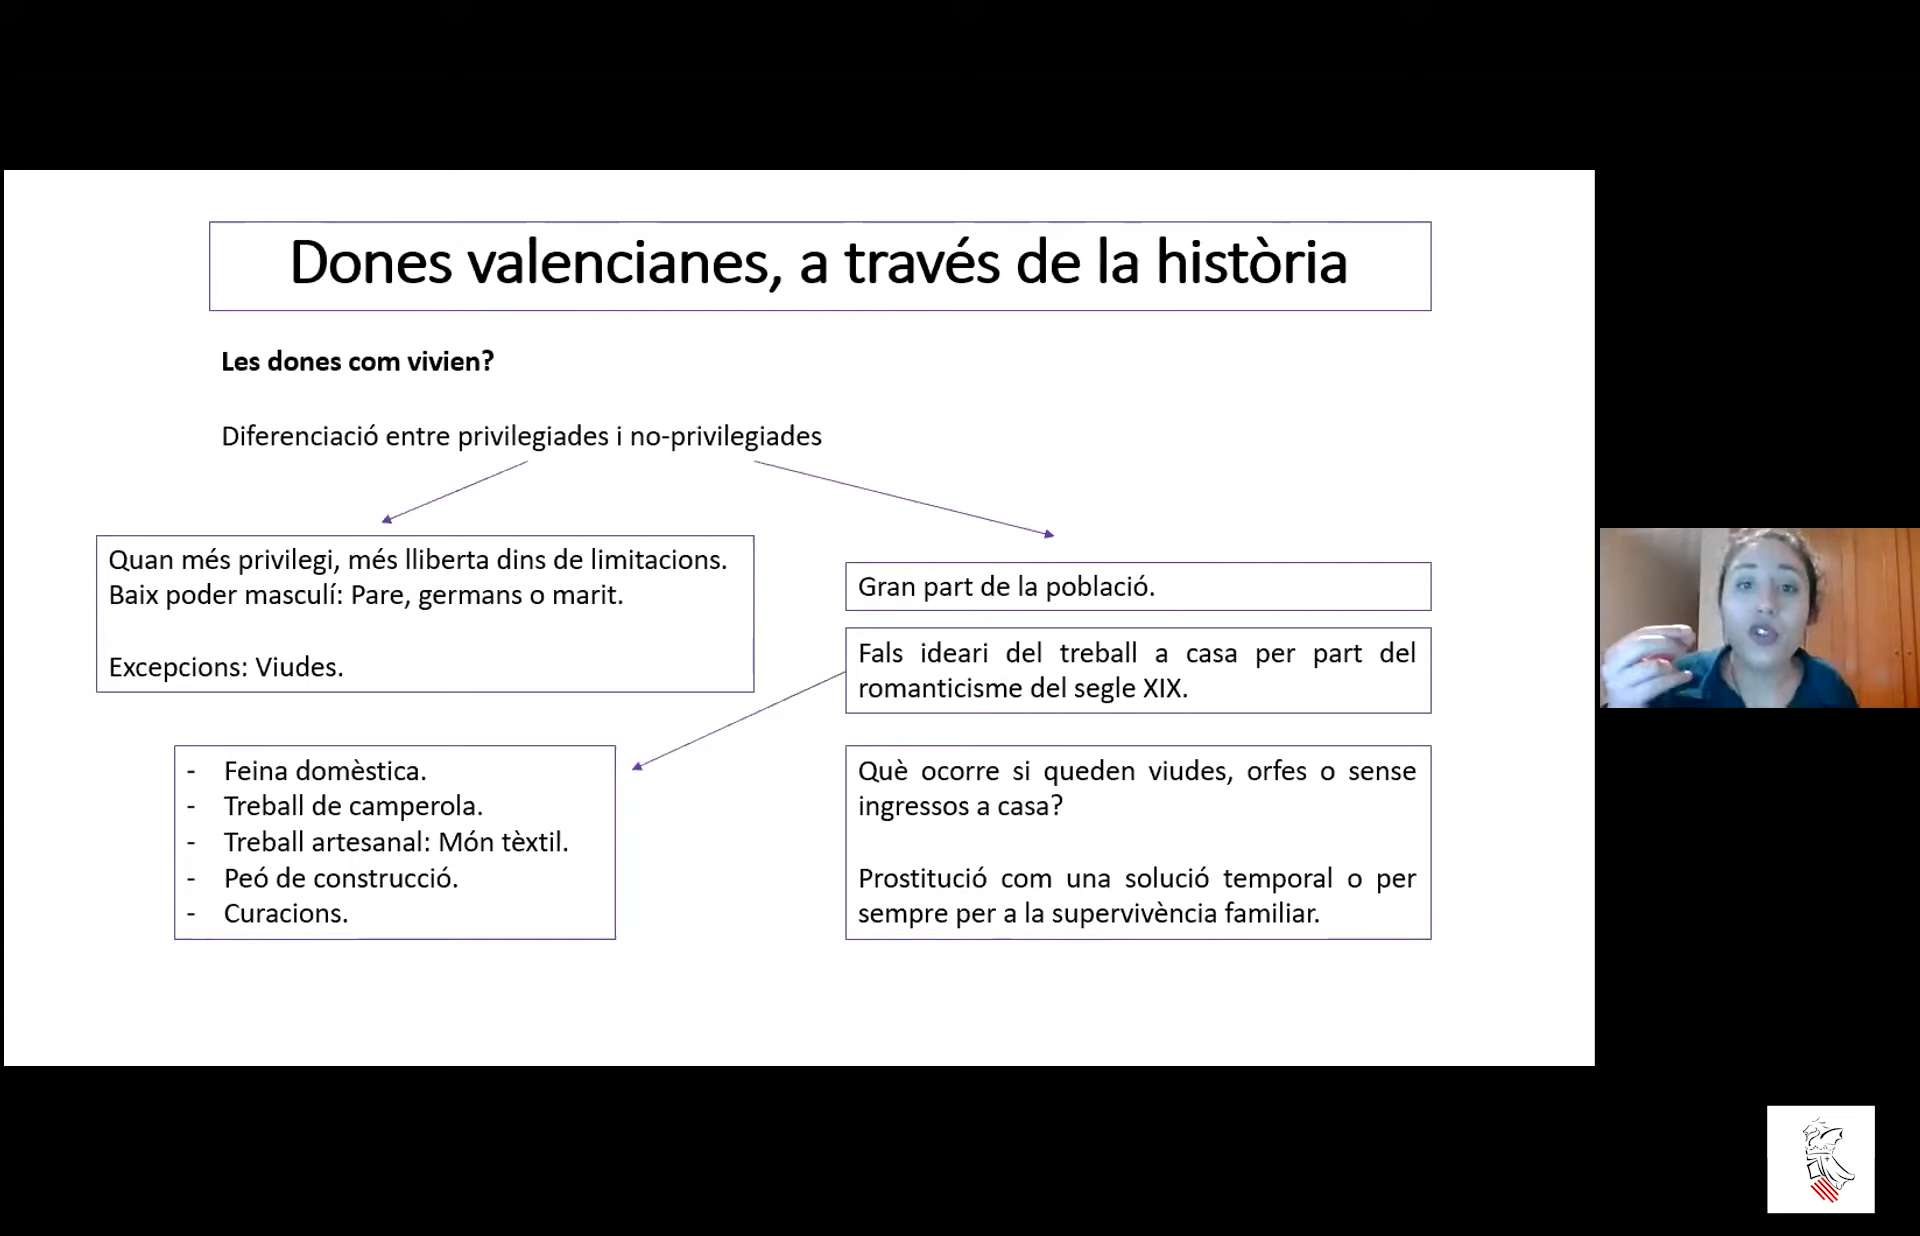 Dones valencianes, a través de la història
Les dones com vivien?
Diferenciació entre privilegiades i no-privilegiades
Quan més privilegi, més lliberta dins de limitacions.
Baix poder masculí: Pare, germans o marit.
Excepcions: Viudes.
Gran part de la població.
Fals ideari del treball a casa per part del
romanticisme del segle XIX.
- Feina domèstica.
- Treball de camperola.
- Treball artesanal: Món tèxtil.
- Peó de construcció.
- Curacions.
Què ocorre si queden viudes, orfes o sense
ingressos a casa?
Prostitució com una solució temporal o per
sempre per a la supervivència familiar.